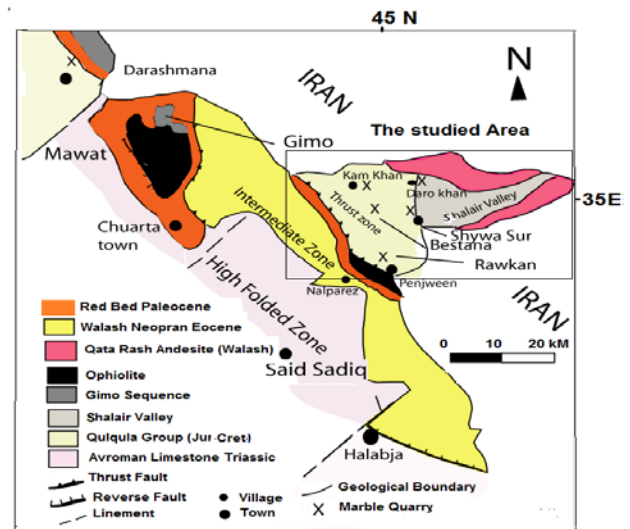 45 N
Darashmana
IRAN
N
Mawat
Gimo
The studied Area
Kam Khan
X
X
Daro khan
35E
Thrust zone
X
X
Shalair Valley
Intermediate Zone
Shywa Sur
Bestana
Chuarta
town
X
Rawkan
High Folded Zone
Nalparez
Penjween
IRAN
Red Bed Paleocene
Walash Neopran Eocene
Qata Rash Andesite (Walash)
0 10 20 KM
Ophiolite
Gimo Sequence
Said Sadiq
Shalair Valley
Qulqula Group (Jur-Cret)
Avroman Limestone Triassic
Halabja
Thrust Fault
Reverse Fault
Village
Geological Boundary
Linement
Town
X Marble Quarry
X